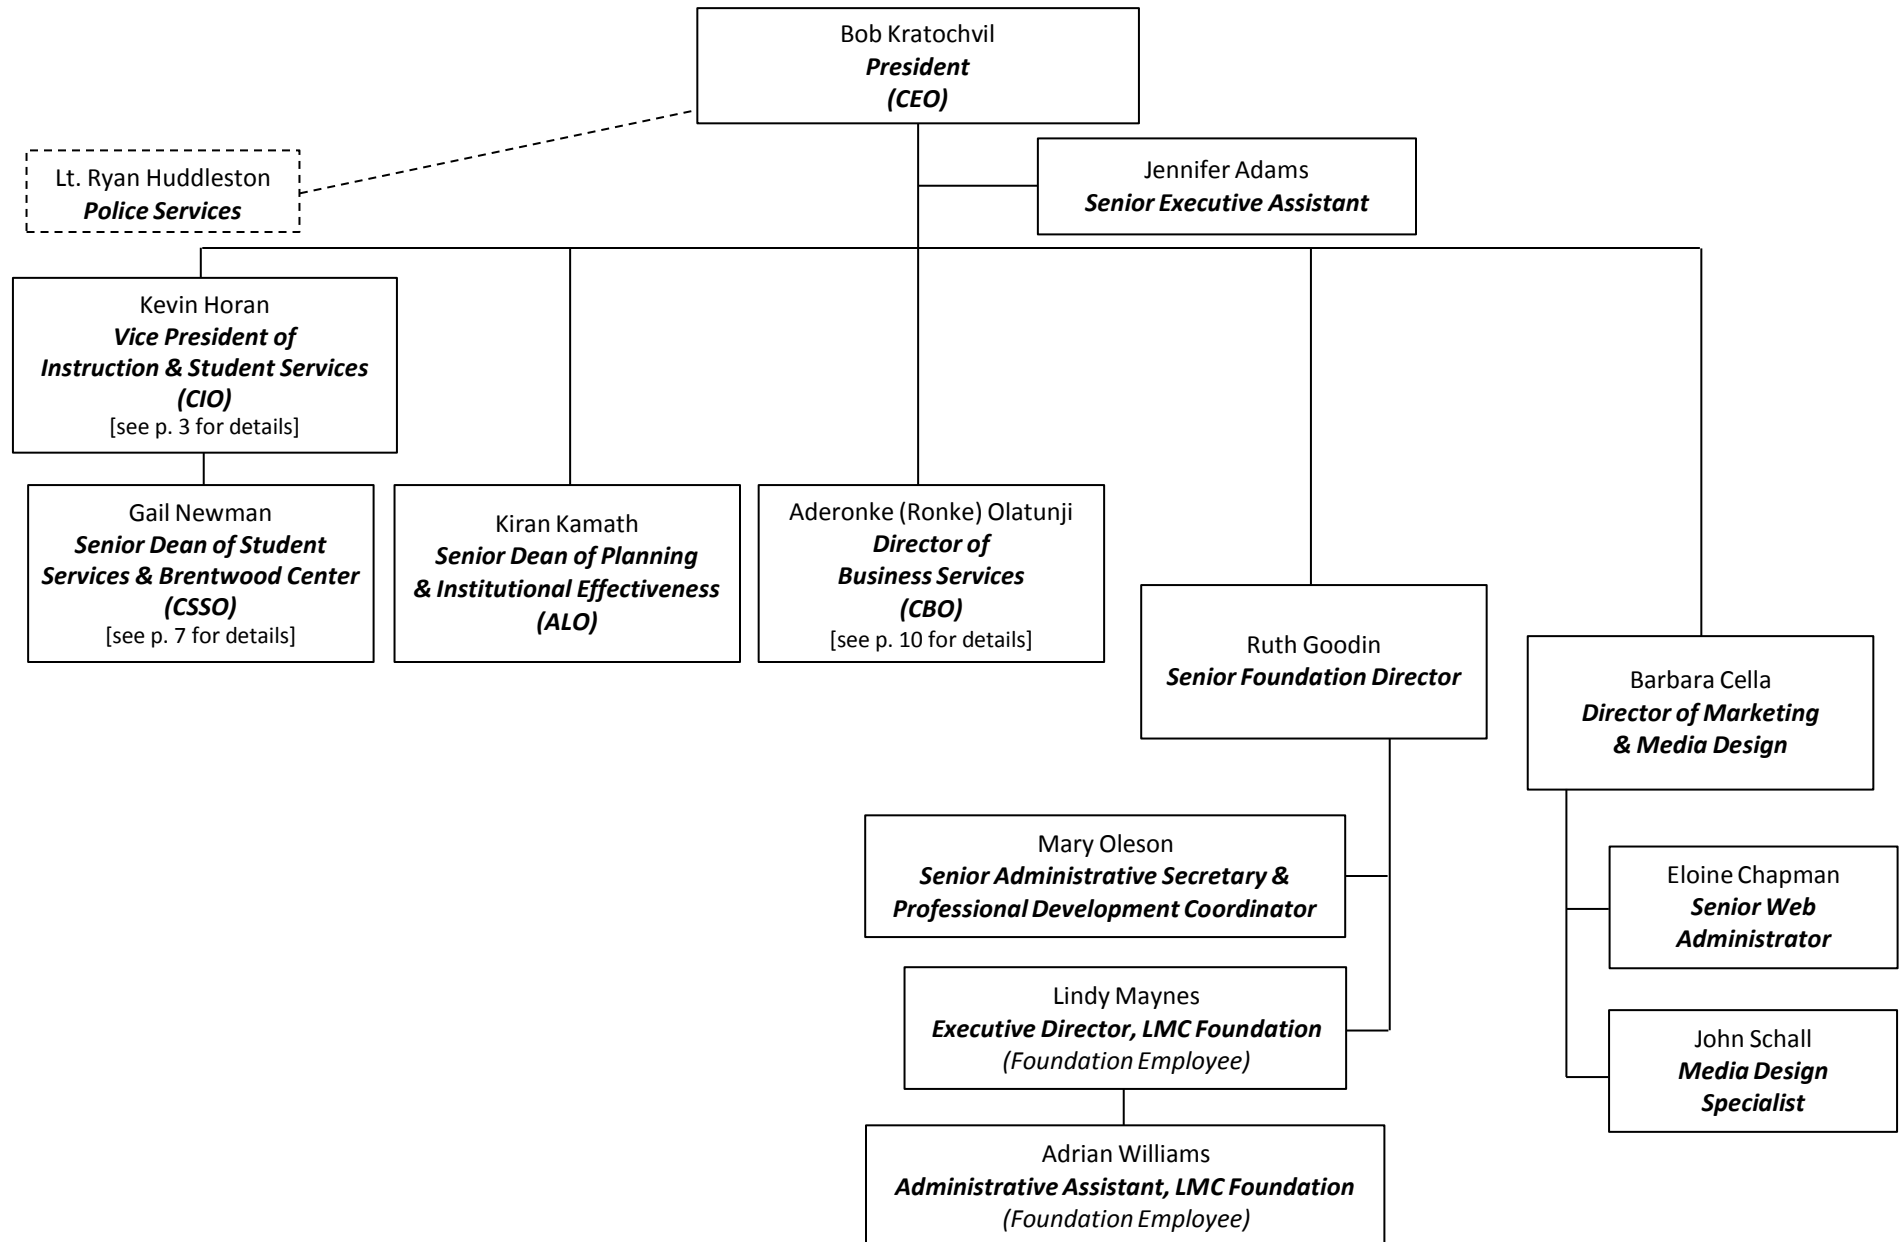 Bob Kratochvil
President
(CEO)
Lt. Ryan Huddleston
Police Services
Jennifer Adams
Senior Executive Assistant
Kevin Horan
Vice President of
Instruction & Student Services
(CIO)
[see p. 3 for details]
Gail Newman
Senior Dean of Student
Services & Brentwood Center
(CSSO)
[see p. 7 for details]
Kiran Kamath
Senior Dean of Planning
& Institutional Effectiveness
(ALO)
Aderonke (Ronke) Olatunji
Director of
Business Services
(CBO)
[see p. 10 for details]
Ruth Goodin
Senior Foundation Director
Barbara Cella
Director of Marketing
& Media Design
Mary Oleson
Senior Administrative Secretary &
Professional Development Coordinator
Eloine Chapman
Senior Web
Administrator
Lindy Maynes
Executive Director, LMC Foundation
(Foundation Employee)
John Schall
Media Design
Specialist
Adrian Williams
Administrative Assistant, LMC Foundation
(Foundation Employee)